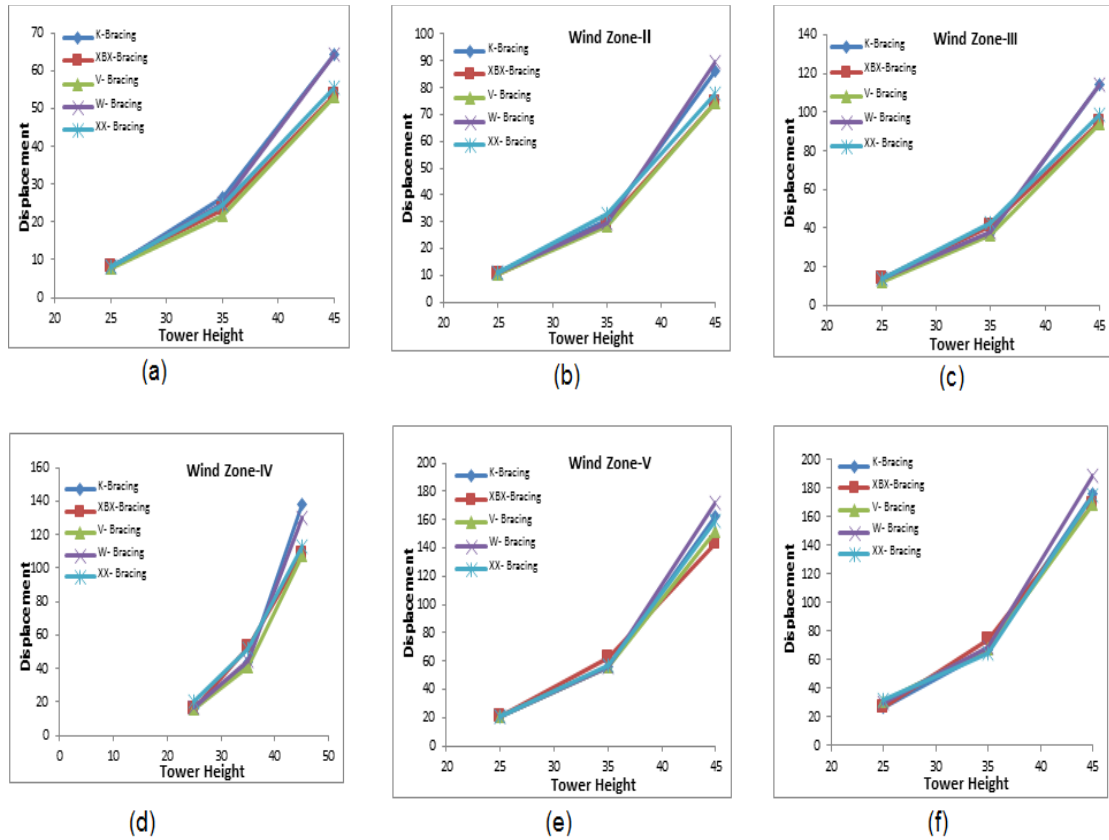 70
60
50
40
30
20
10
0
Displacement
K-Bracing
XBX-Bracing
V- Bracing
W- Bracing
XX- Bracing
20 25 30 35 40 45
Tower Height
(a)
Wind Zone-II
100
90
80
70
60
50
40
30
20
10
0
Displacement
K-Bracing
XBX-Bracing
V- Bracing
W- Bracing
XX- Bracing
20 25 30 35 40 45
Tower Height
(b)
Wind Zone-III
140
120
100
80
60
40
20
0
Displacement
K-Bracing
XBX-Bracing
V- Bracing
W- Bracing
XX- Bracing
20 25 30 35 40 45
Tower Height
(c)
Wind Zone-IV
160
140
120
100
80
60
40
20
0
Displacement
K-Bracing
XBX-Bracing
V- Bracing
W- Bracing
XX- Bracing
0 10 20 30 40 50
Tower Height
(d)
Wind Zone-V
200
180
160
140
120
100
80
60
40
20
0
Displacement
K-Bracing
XBX-Bracing
V- Bracing
W- Bracing
XX- Bracing
20 25 30 35 40 45
Tower Height
(e)
200
180
160
140
120
100
80
60
40
20
0
Displacement
K-Bracing
XBX-Bracing
V- Bracing
W- Bracing
XX- Bracing
20 25 30 35 40 45
Tower Height
(f)